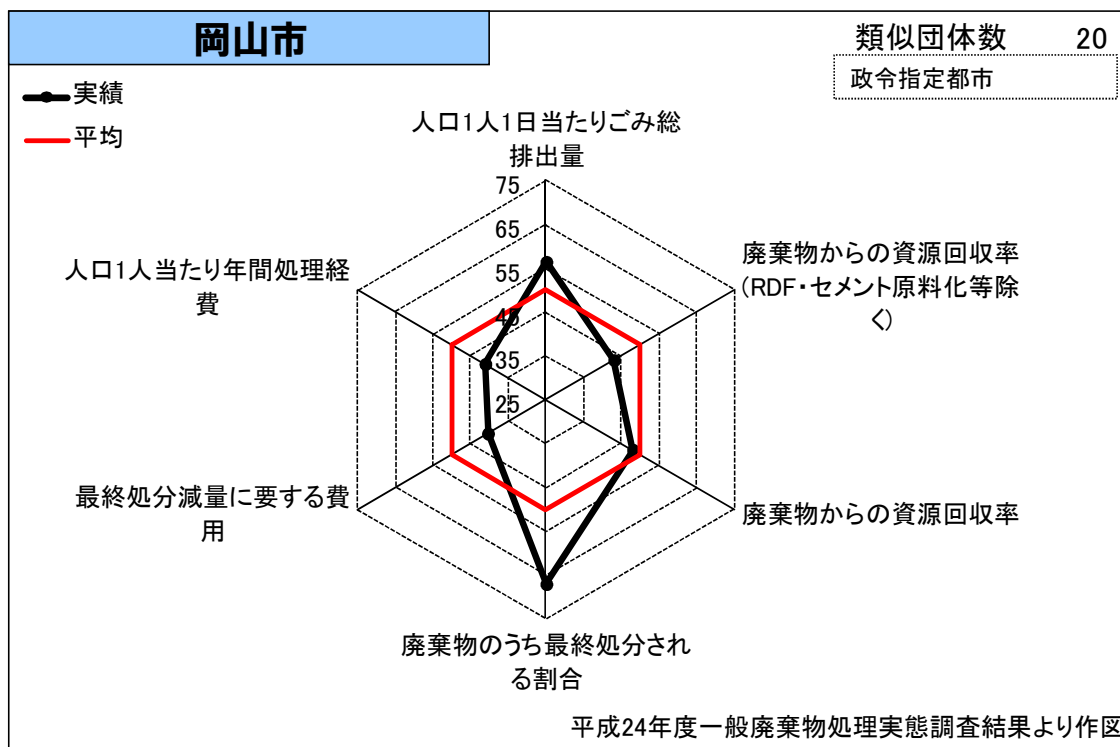 岡山市
類似団体数 20
政令指定都市
実績
平均
人口1人1日当たりごみ総
排出量
75
65
55
45
35
25
廃棄物からの資源回収率
(RDF・セメント原料化等除
く)
廃棄物からの資源回収率
廃棄物のうち最終処分され
る割合
最終処分減量に要する費
用
人口1人当たり年間処理経
費
平成24年度一般廃棄物処理実態調査結果より作図